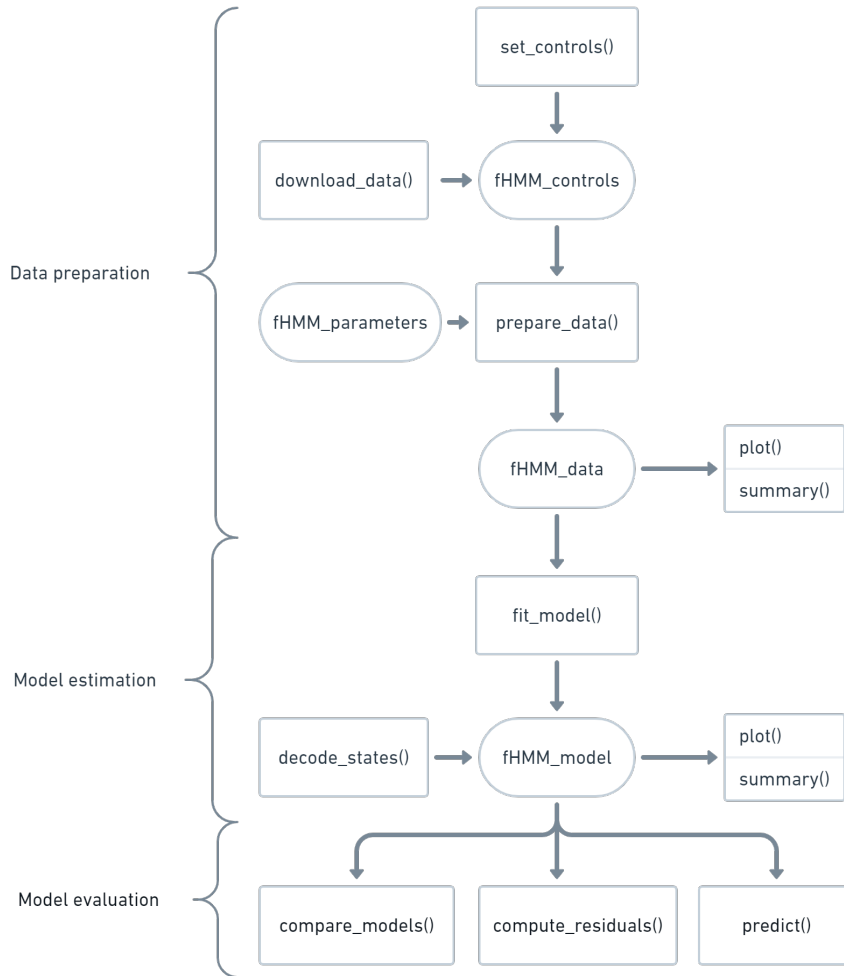 set_controls()
download_data()
fHMM_controls
Data preparation
fHMM_parameters
prepare_data()
fHMM_data
plot()
summary()
fit_model()
Model estimation
decode_states()
fHMM_model
plot()
summary()
Model evaluation
compare_models()
compute_residuals()
predict()